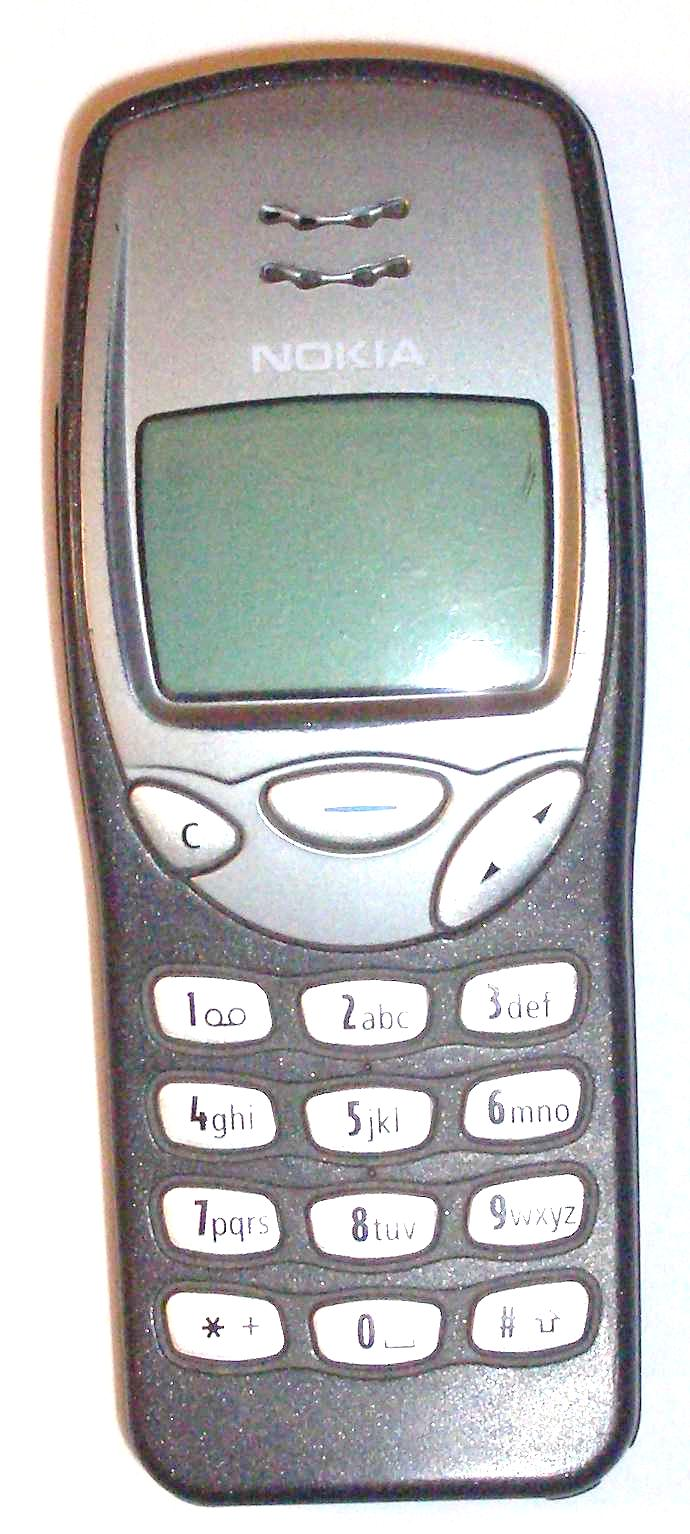 NOKIA
C
1 2abc 3def
4ghi 5jkl 6mno
7pqrs 8tuv 9wxyz
* + 0 #